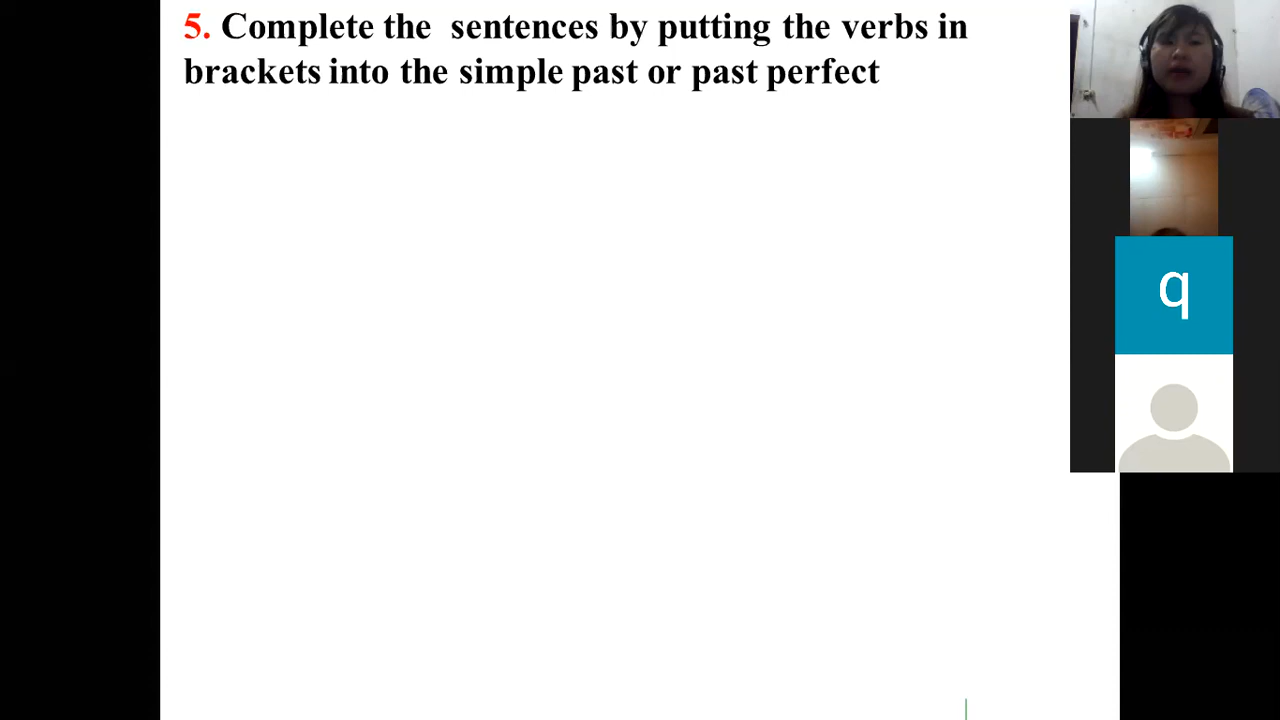 5. Complete the sentences by putting the verbs in
brackets into the simple past or past perfect
q